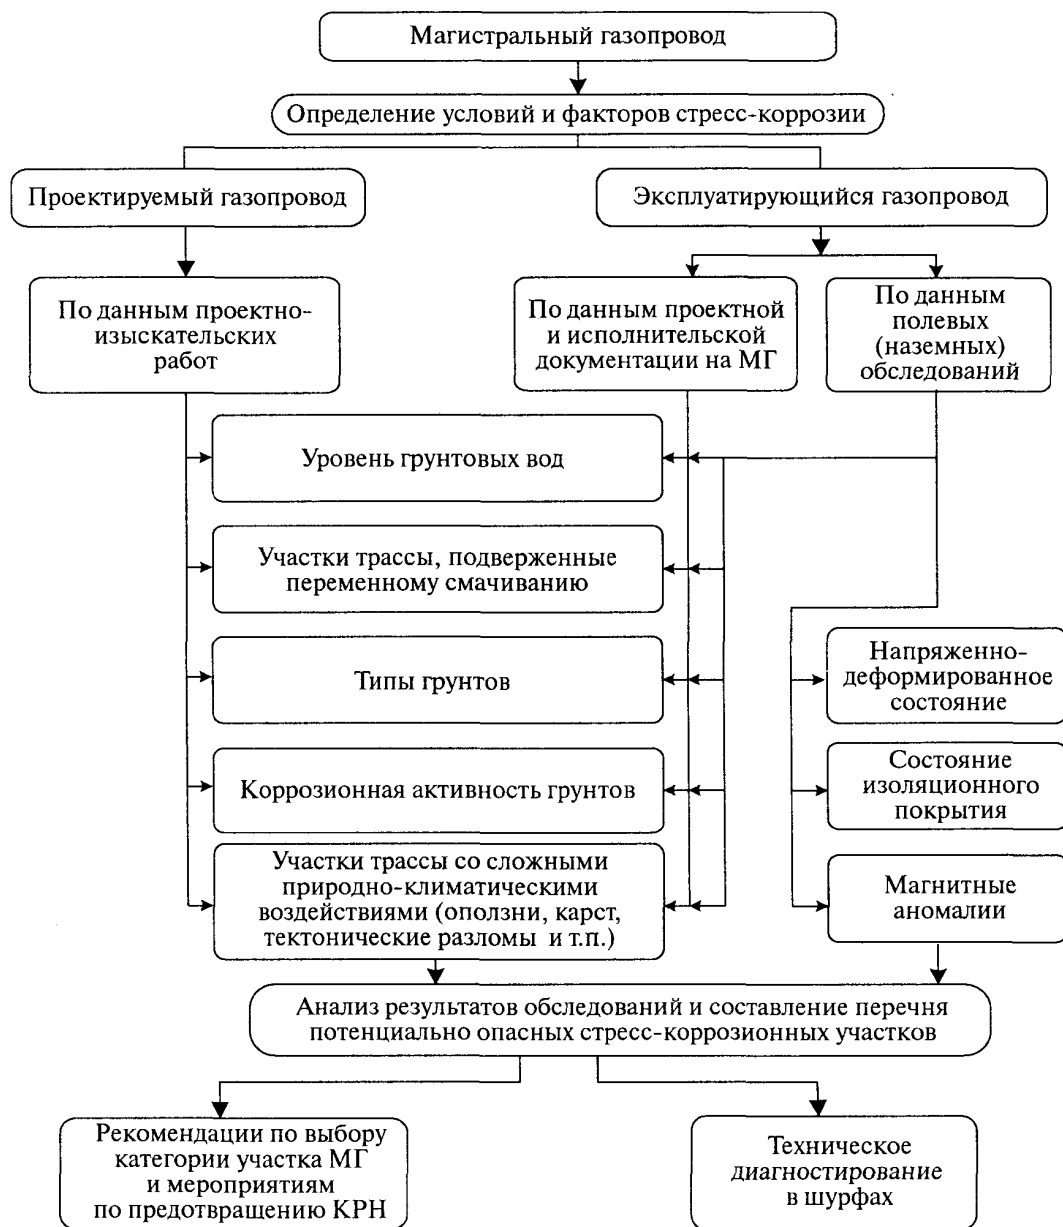 Магистральный газопровод
Определение условий и факторов стресс-коррозии
Проектируемый газопровод
Эксплуатирующийся газопровод
По данным проектно-
изыскательских
работ
По данным проектной
и исполнительской
документации на МГ
По данным
полевых
(наземных)
обследований
Уровень грунтовых вод
Участки трассы, подверженные
переменному смачиванию
Типы грунтов
Коррозионная активность грунтов
Участки трассы со сложными
природно-климатическими
воздействиями (оползни, карст,
тектонические разломы и т.п.)
Напряженно-
деформированное
состояние
Состояние
изоляционного
покрытия
Магнитные
аномалии
Анализ результатов обследований и составление перечня
потенциально опасных стресс-коррозионных участков
Рекомендации по выбору
категории участка МГ
и мероприятиям
по предотвращению КРН
Техническое
диагностирование
в шурфах